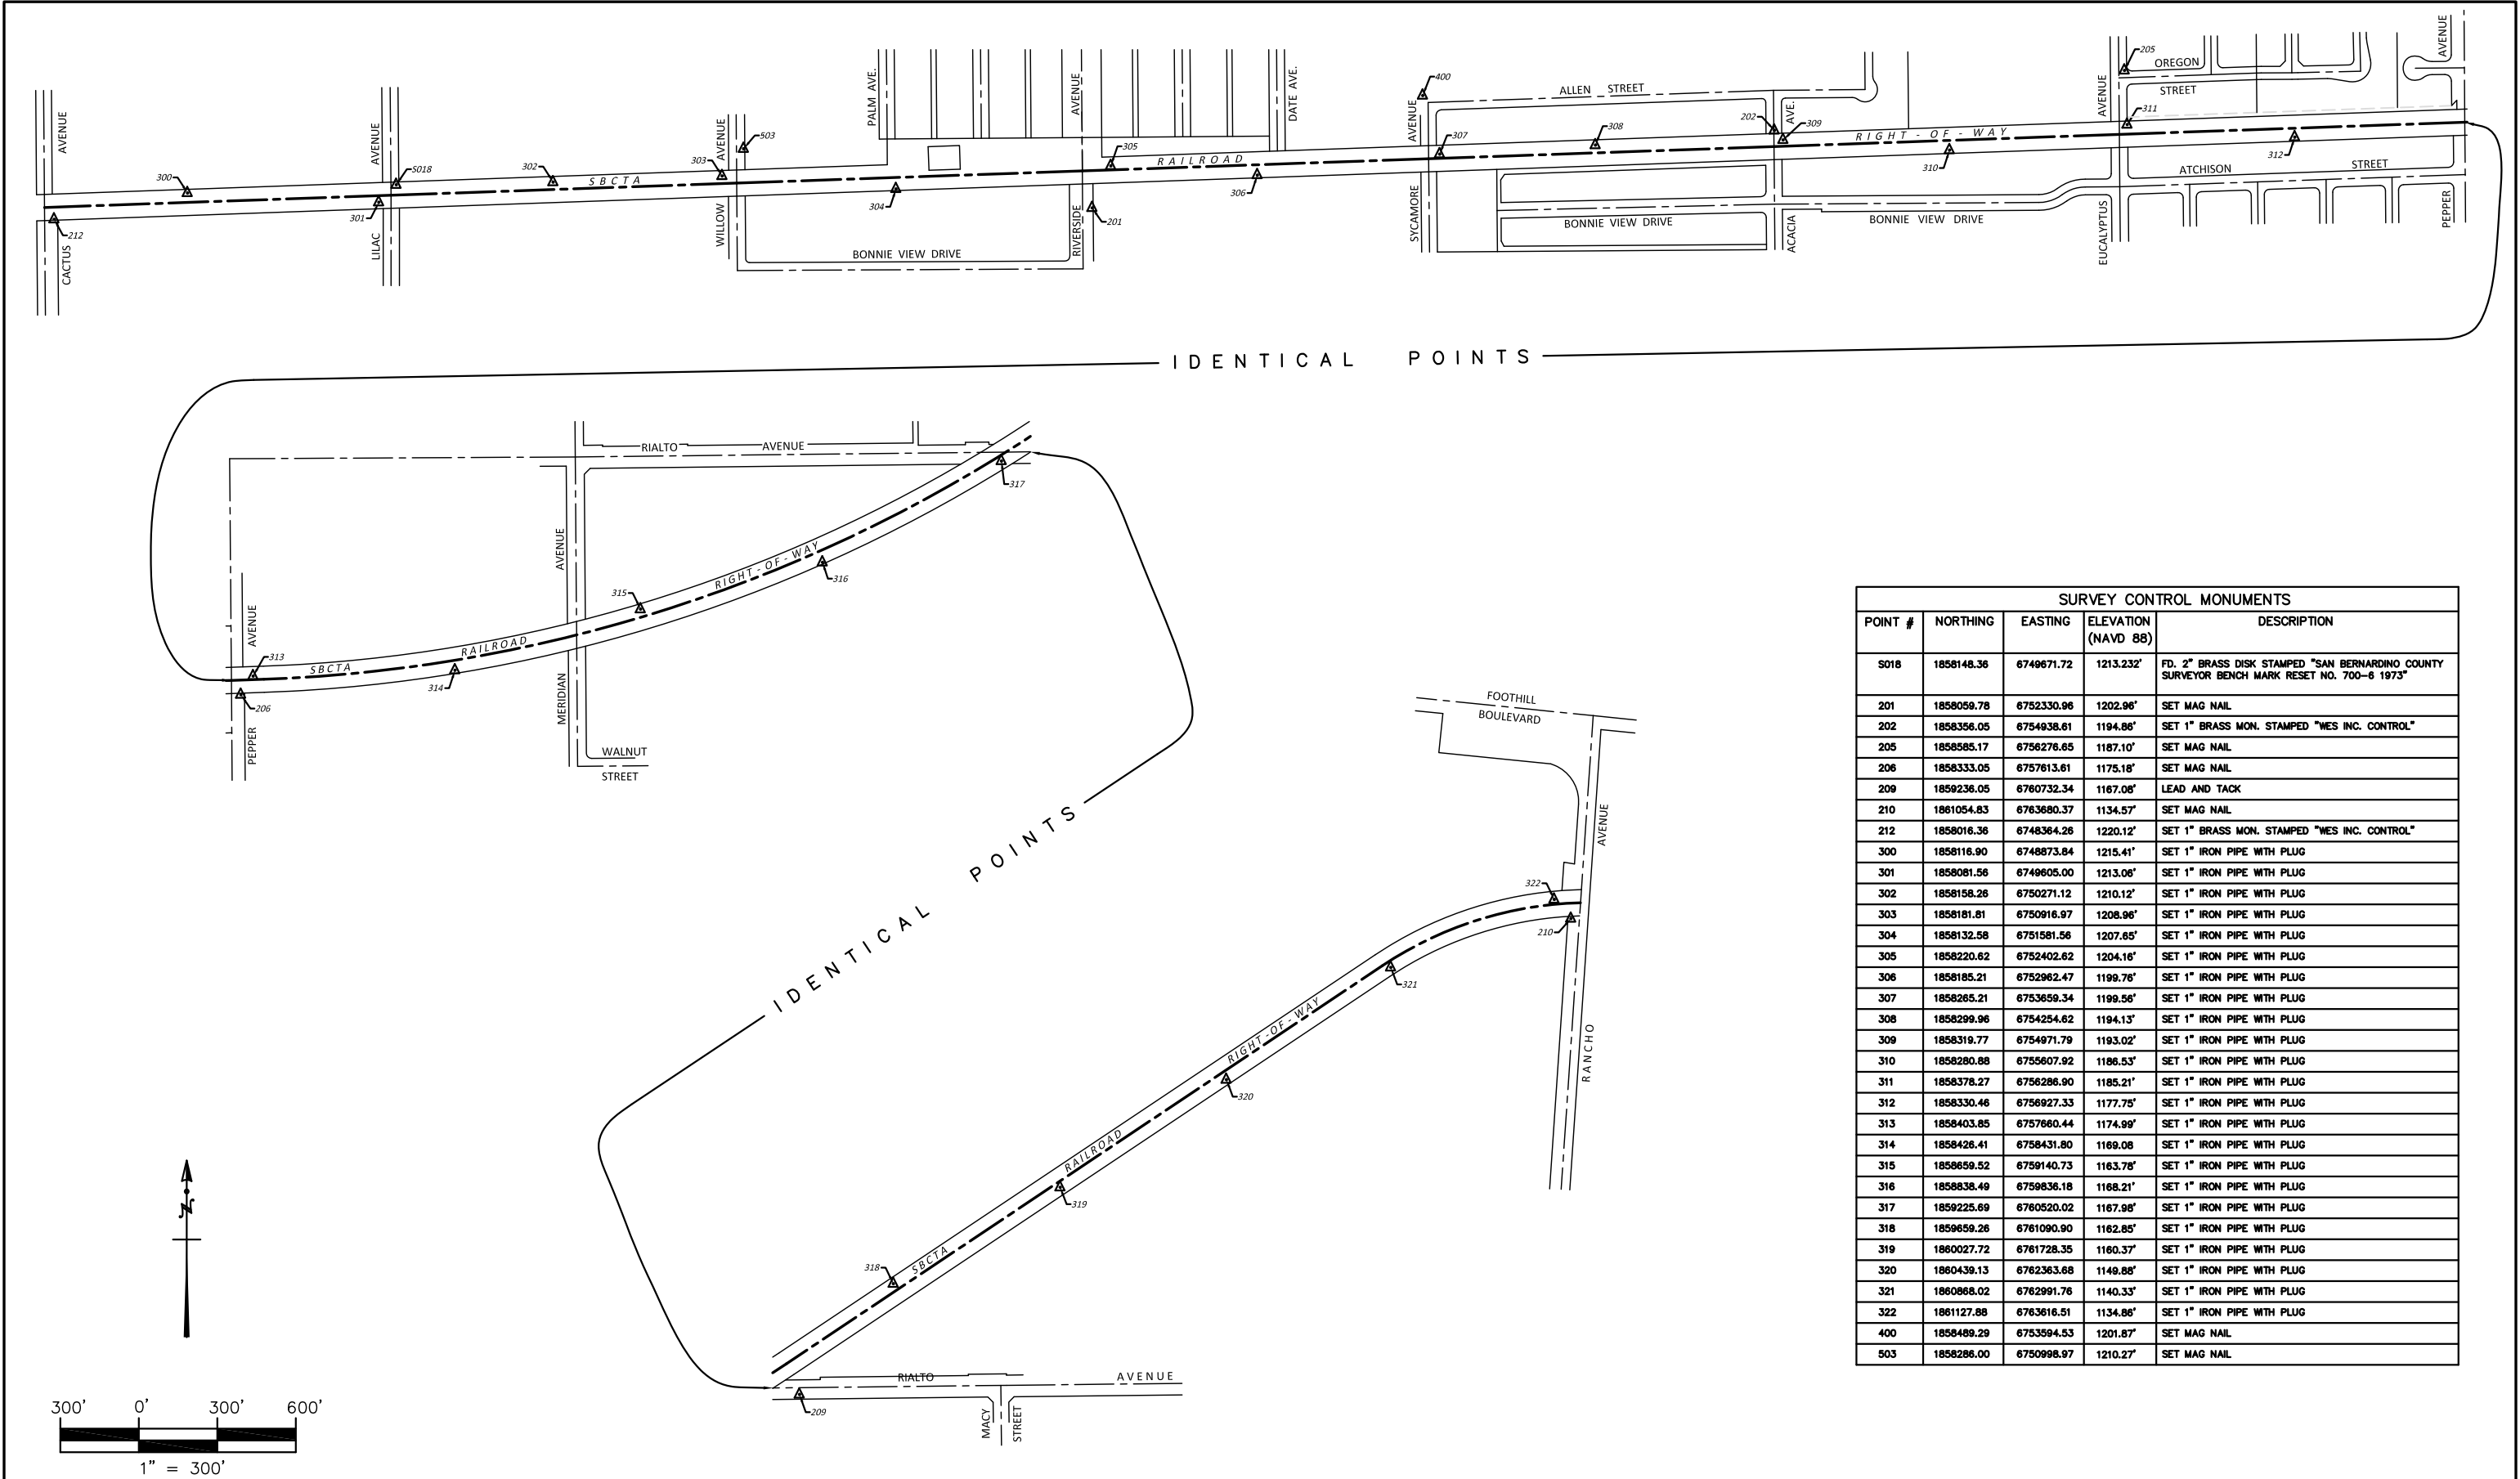 AVENUE
CACTUS
300
212
AVENUE
LILAC
S018
301
302
SBCTA
303
AVENUE
WILLOW
503
PALM AVE.
304
BONNIE VIEW DRIVE
AVENUE
RIVERSIDE
305
201
RAILROAD
306
DATE AVE.
400
AVENUE
SYCAMORE
307
ALLEN STREET
308
BONNIE VIEW DRIVE
202
AVE.
ACACIA
309
RIGHT-OF-WAY
310
BONNIE VIEW DRIVE
AVENUE
EUCALYPTUS
205
OREGON
STREET
311
312
ATCHISON STREET
AVENUE
PEPPER
IDENTICAL POINTS
RIALTO AVENUE
317
AVENUE
MERIDIAN
RIGHT-OF-WAY
316
315
AVENUE
PEPPER
313
SBCTA
RAILROAD
314
206
WALNUT
STREET
IDENTICAL POINTS
FOOTHILL
BOULEVARD
AVENUE
RANCHO
322
210
321
RIGHT-OF-WAY
320
RAILROAD
319
318
SBCTA
RIALTO AVENUE
209
MACY
STREET
N
300' 0' 300' 600'
1" = 300'
SURVEY CONTROL MONUMENTS
POINT # NORTHING EASTING ELEVATION (NAVD 88) DESCRIPTION
S018 1858148.36 6749671.72 1213.232' FD. 2" BRASS DISK STAMPED "SAN BERNARDINO COUNTY
SURVEYOR BENCH MARK RESET NO. 700-6 1973"
201 1858059.78 6752330.96 1202.96' SET MAG NAIL
202 1858356.05 6754938.61 1194.86' SET 1" BRASS MON. STAMPED "WES INC. CONTROL"
205 1858585.17 6756276.65 1187.10' SET MAG NAIL
206 1858333.05 6757613.61 1175.18' SET MAG NAIL
209 1859236.05 6760732.34 1167.08' LEAD AND TACK
210 1861054.83 6763680.37 1134.57' SET MAG NAIL
212 1858016.36 6748364.26 1220.12' SET 1" BRASS MON. STAMPED "WES INC. CONTROL"
300 1858116.90 6748873.84 1215.41' SET 1" IRON PIPE WITH PLUG
301 1858081.56 6749605.00 1213.06' SET 1" IRON PIPE WITH PLUG
302 1858158.26 6750271.12 1210.12' SET 1" IRON PIPE WITH PLUG
303 1858181.81 6750916.97 1208.96' SET 1" IRON PIPE WITH PLUG
304 1858132.58 6751581.56 1207.65' SET 1" IRON PIPE WITH PLUG
305 1858220.62 6752402.62 1204.16' SET 1" IRON PIPE WITH PLUG
306 1858185.21 6752962.47 1199.76' SET 1" IRON PIPE WITH PLUG
307 1858265.21 6753659.34 1199.56' SET 1" IRON PIPE WITH PLUG
308 1858299.96 6754254.62 1194.13' SET 1" IRON PIPE WITH PLUG
309 1858319.77 6754971.79 1193.02' SET 1" IRON PIPE WITH PLUG
310 1858280.88 6755607.92 1186.53' SET 1" IRON PIPE WITH PLUG
311 1858378.27 6756286.90 1185.21' SET 1" IRON PIPE WITH PLUG
312 1858330.46 6756927.33 1177.75' SET 1" IRON PIPE WITH PLUG
313 1858403.85 6757660.44 1174.99' SET 1" IRON PIPE WITH PLUG
314 1858426.41 6758431.80 1169.08 SET 1" IRON PIPE WITH PLUG
315 1858659.52 6759140.73 1163.78' SET 1" IRON PIPE WITH PLUG
316 1858838.49 6759836.18 1168.21' SET 1" IRON PIPE WITH PLUG
317 1859225.69 6760520.02 1167.98' SET 1" IRON PIPE WITH PLUG
318 1859659.26 6761090.90 1162.85' SET 1" IRON PIPE WITH PLUG
319 1860027.72 6761728.35 1160.37' SET 1" IRON PIPE WITH PLUG
320 1860439.13 6762363.68 1149.88' SET 1" IRON PIPE WITH PLUG
321 1860868.02 6762991.76 1140.33' SET 1" IRON PIPE WITH PLUG
322 1861127.88 6763616.51 1134.86' SET 1" IRON PIPE WITH PLUG
400 1858489.29 6753594.53 1201.87' SET MAG NAIL
503 1858286.00 6750998.97 1210.27' SET MAG NAIL